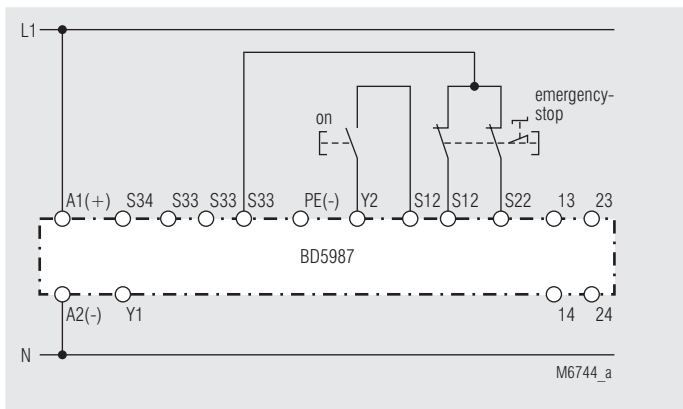 L1
emergency-
stop
on
A1(+) S34 S33 S33 S33 PE(-) Y2 S12 S12 S22 13 23
BD5987
A2(-) Y1 14 24
N
M6744_a